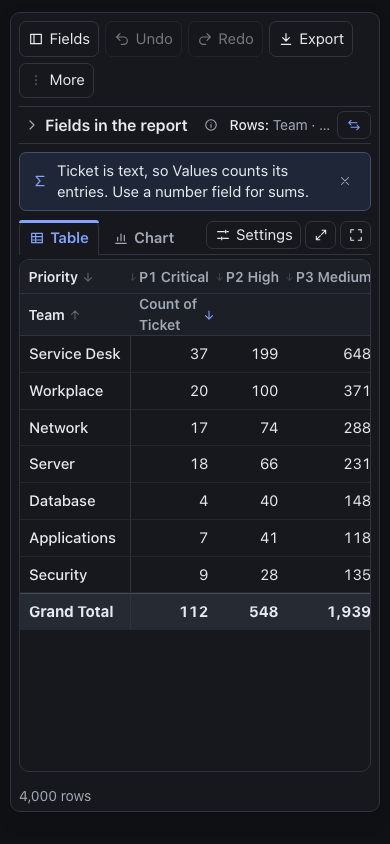 Fields Undo Redo Export
More
Fields in the report Rows: Team · ...
Ticket is text, so Values counts its
entries. Use a number field for sums.
Table Chart Settings
Priority ↓ ↓ P1 Critical ↓ P2 High ↓ P3 Medium
Team ↑ Count of Ticket ↓
Service Desk 37 199 648
Workplace 20 100 371
Network 17 74 288
Server 18 66 231
Database 4 40 148
Applications 7 41 118
Security 9 28 135
Grand Total 112 548 1,939
4,000 rows